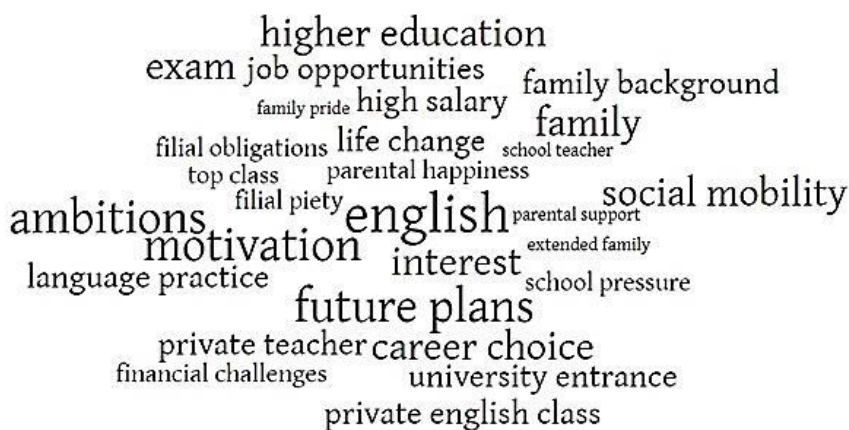 higher education
exam job opportunities
family background
family pride high salary
family
filial obligations life change school teacher
top class parental happiness
filial piety
social mobility
ambitions english parental support
motivation extended family
language practice interest school pressure
future plans
private teacher career choice
financial challenges university entrance
private english class